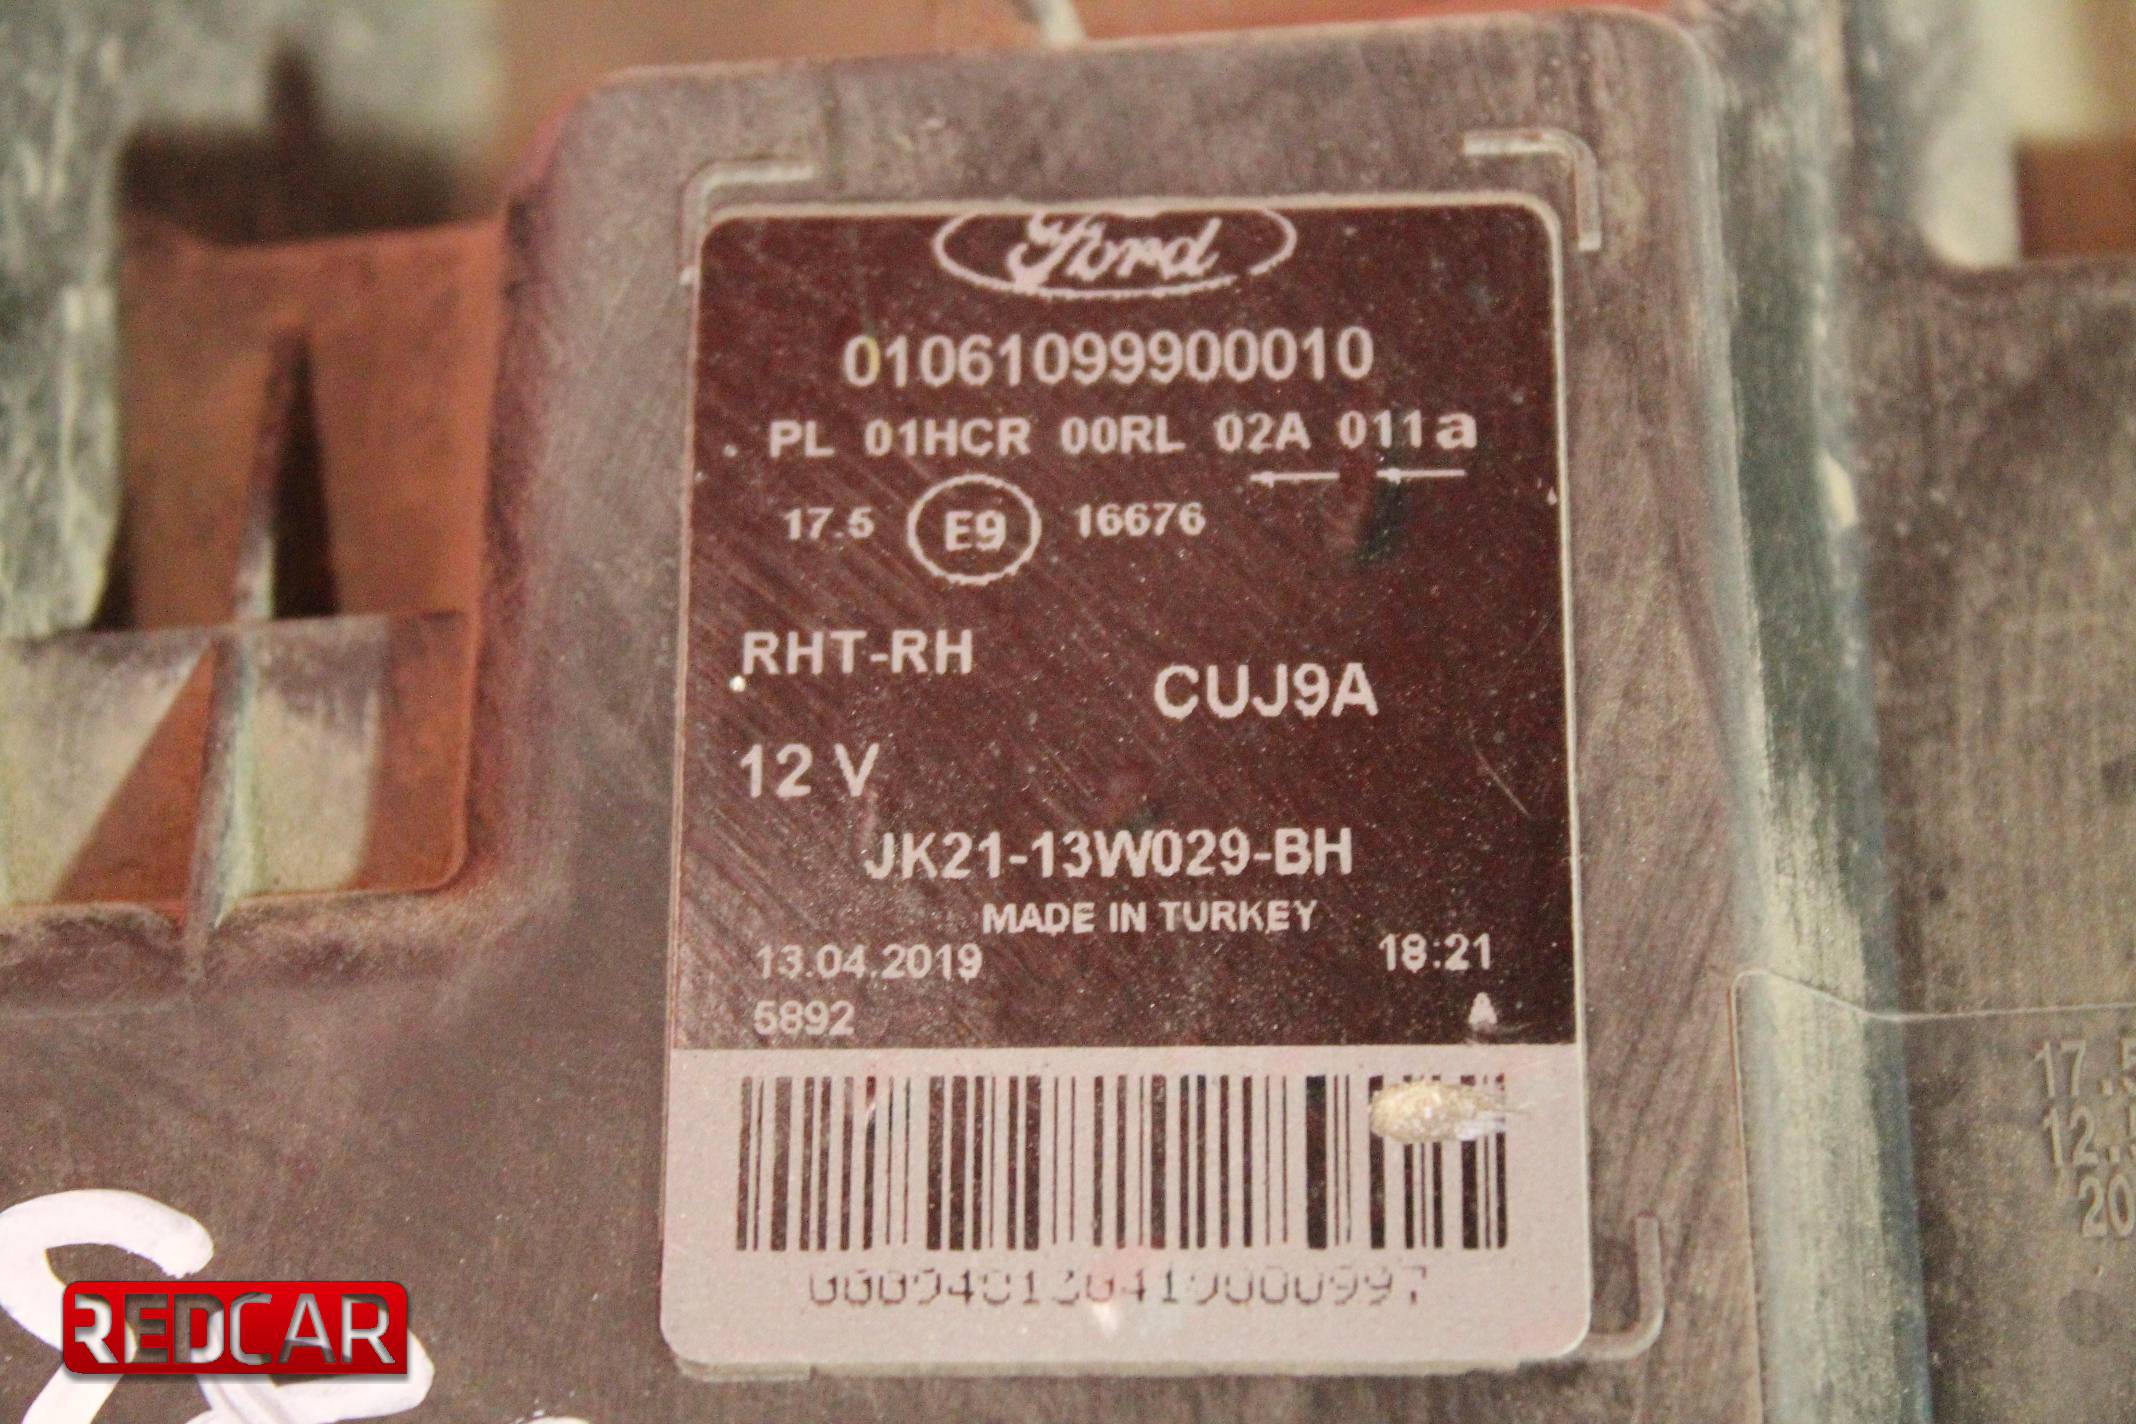 Ford
01061099900010
PL 01HCR 00RL 02A 011a
17.5 E9 16676
RHT-RH
CUJ9A
12 V
JK21-13W029-BH
MADE IN TURKEY
13.04.2019 18:21
5892 A
REDCAR